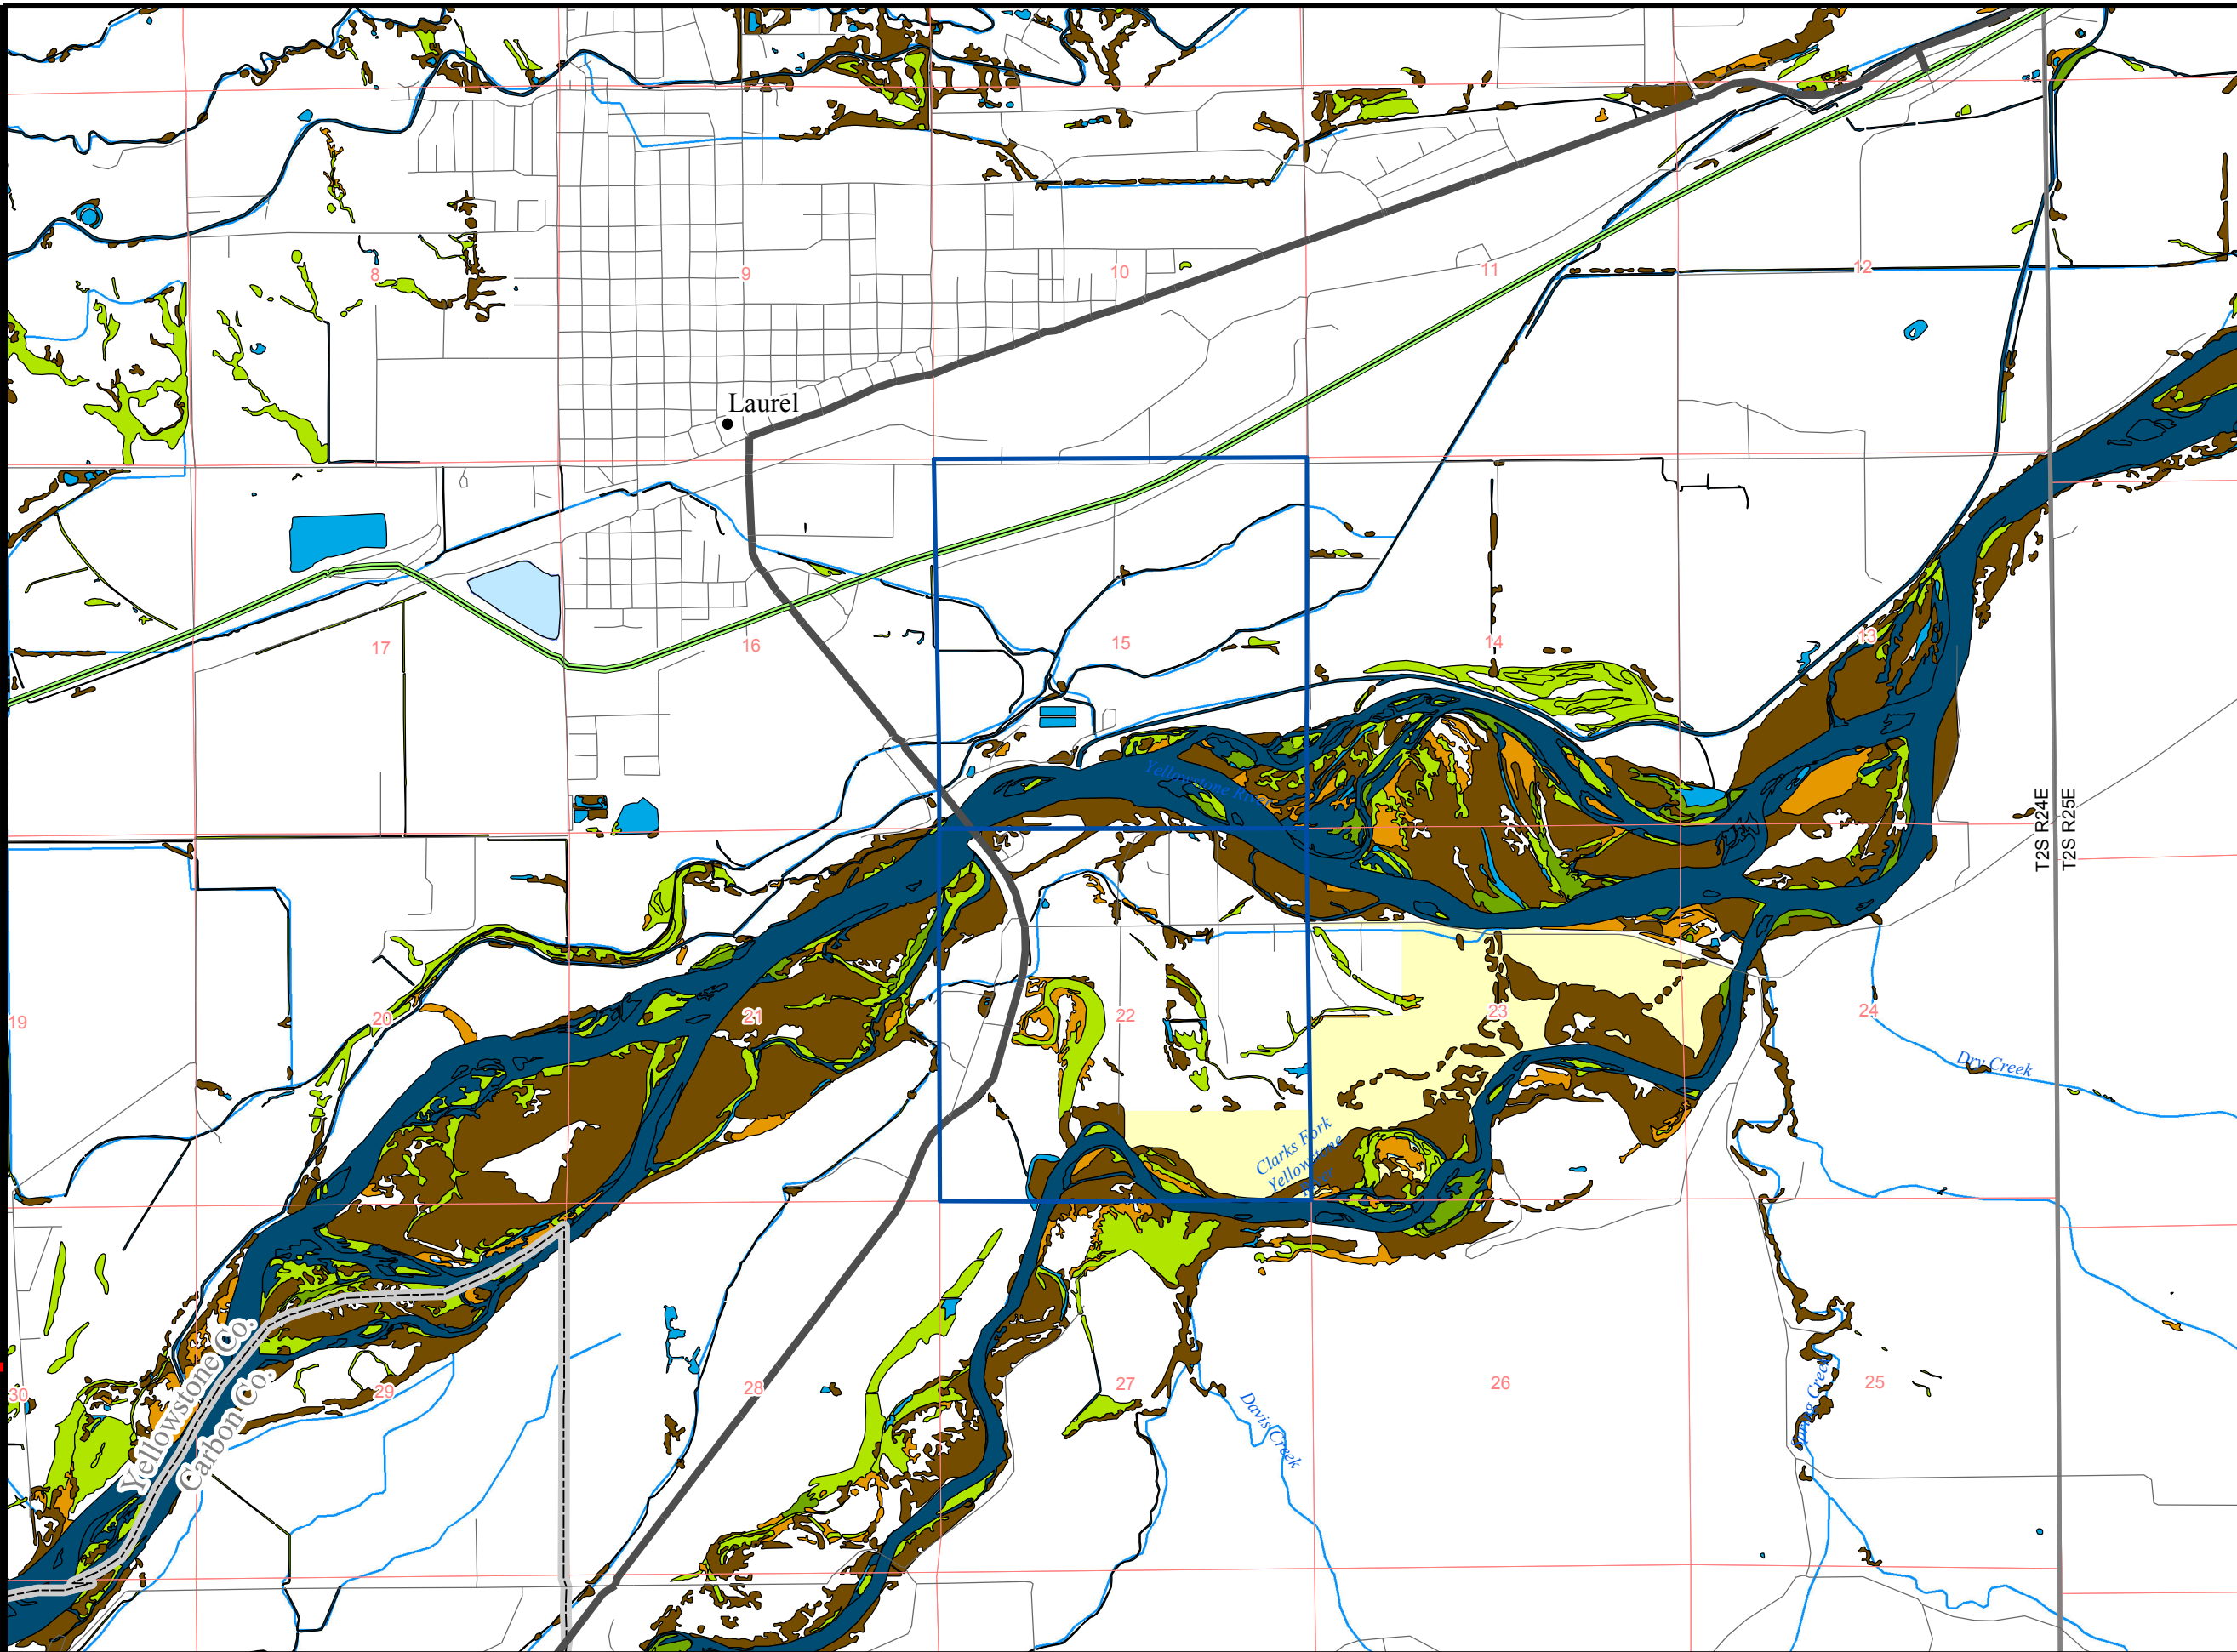 8
9
10
11
12
Laurel
17
16
15
14
13
Yellowstone River
T2S R24E
T2S R25E
19
20
21
22
23
24
Dry Creek
Clarks Fork
Yellowstone
River
30
29
28
27
26
25
Yellowstone Co.
Carbon Co.
Davis Creek
Spring Creek